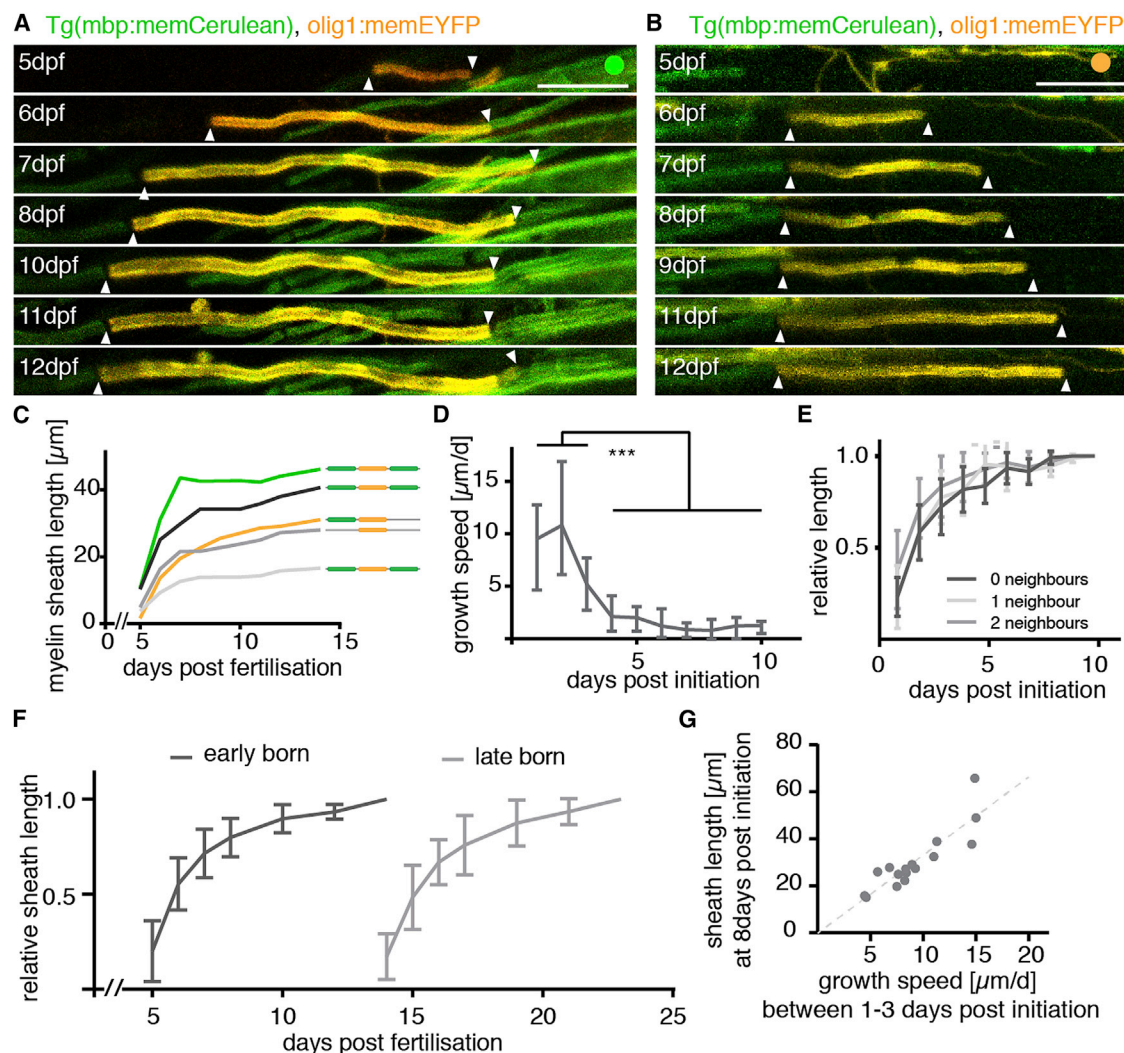 A Tg(mbp:memCerulean), olig1:memEYFP
5dpf
6dpf
7dpf
8dpf
10dpf
11dpf
12dpf
B Tg(mbp:memCerulean), olig1:memEYFP
5dpf
6dpf
7dpf
8dpf
9dpf
11dpf
12dpf
C
myelin sheath length [µm]
40
20
0
0 5 10 15
days post fertilisation
D
growth speed [µm/d]
15
10
5
***
0 5 10
days post initiation
E
relative length
1.0
0.5
0 neighbours
1 neighbour
2 neighbours
0 5 10
days post initiation
F
early born
late born
relative sheath length
1.0
0.5
5 10 15 20 25
days post fertilisation
G
sheath length [µm]
at 8days post initiation
80
60
40
20
0
5 10 15 20
growth speed [µm/d]
between 1-3 days post initiation